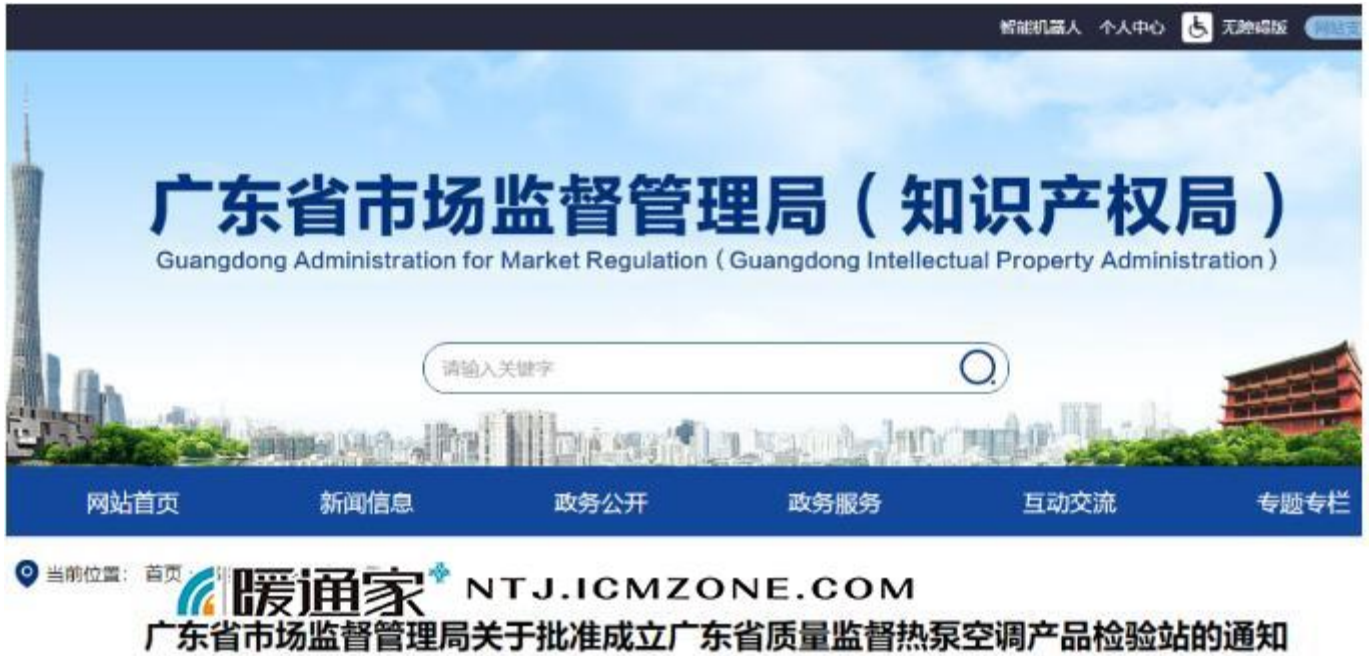 智能机器人 个人中心 无障碍版 网站支
广东省市场监督管理局（知识产权局）
Guangdong Administration for Market Regulation（Guangdong Intellectual Property Administration）
请输入关键字
网站首页 新闻信息 政务公开 政务服务 互动交流 专题专栏
当前位置： 首页
暖通家 NTJ.ICMZONE.COM
广东省市场监督管理局关于批准成立广东省质量监督热泵空调产品检验站的通知